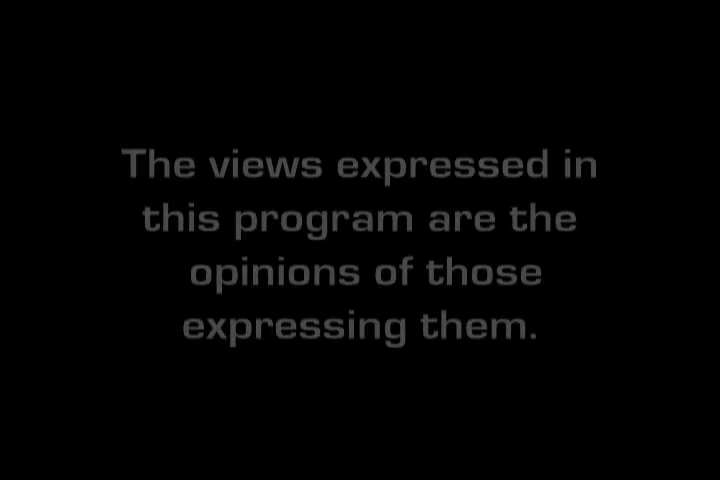 The views expressed in
this program are the
opinions of those
expressing them.